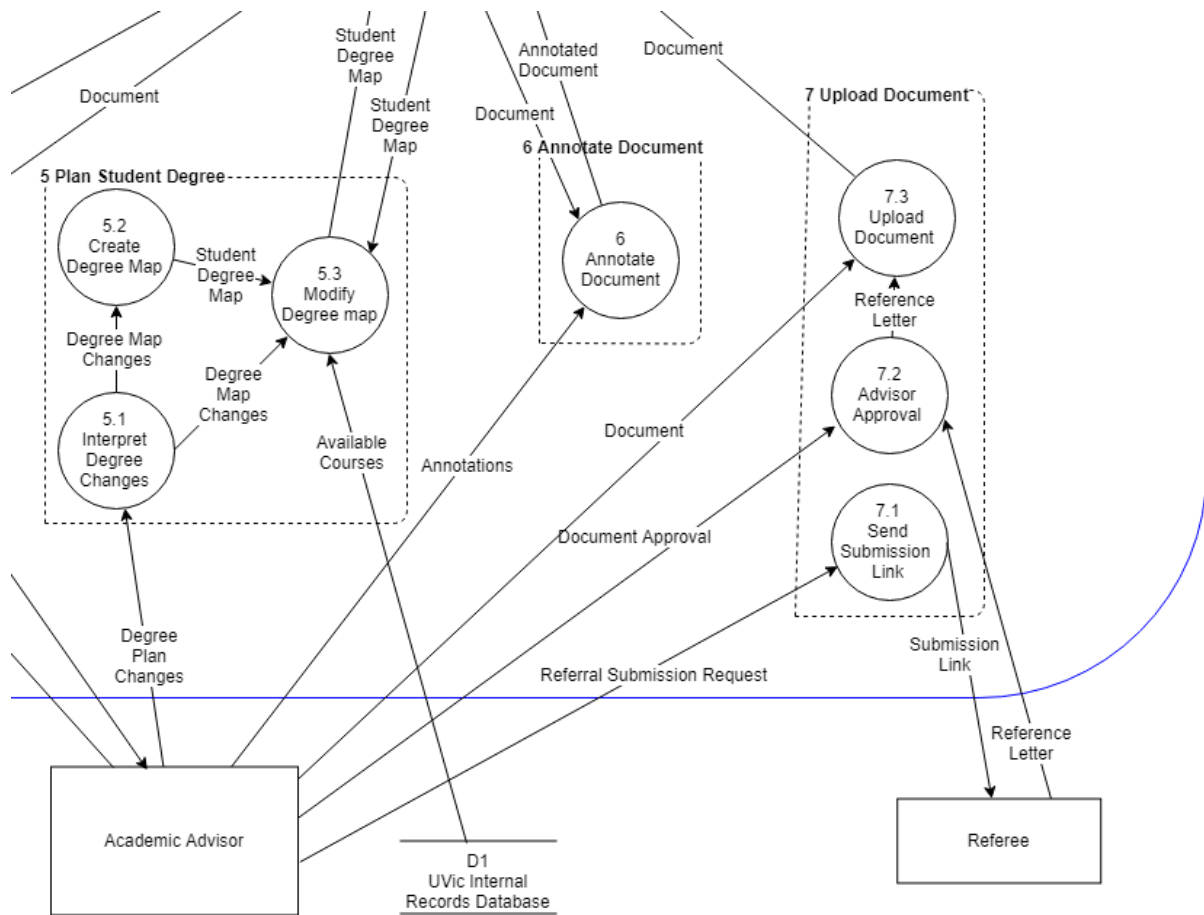 Student
Degree
Map
Document
Annotated
Document
Document
Student
Degree
Map
Document
7 Upload Document
6 Annotate Document
5 Plan Student Degree
5.2
Create
Degree Map
Student
Degree
Map
5.3
Modify
Degree map
6
Annotate
Document
7.3
Upload
Document
Reference
Letter
Degree Map
Changes
Degree
Map
Changes
7.2
Advisor
Approval
5.1
Interpret
Degree
Changes
Available
Courses
Annotations
Document
7.1
Send
Submission
Link
Document Approval
Degree
Plan
Changes
Referral Submission Request
Submission
Link
Reference
Letter
Academic Advisor
D1
UVic Internal
Records Database
Referee